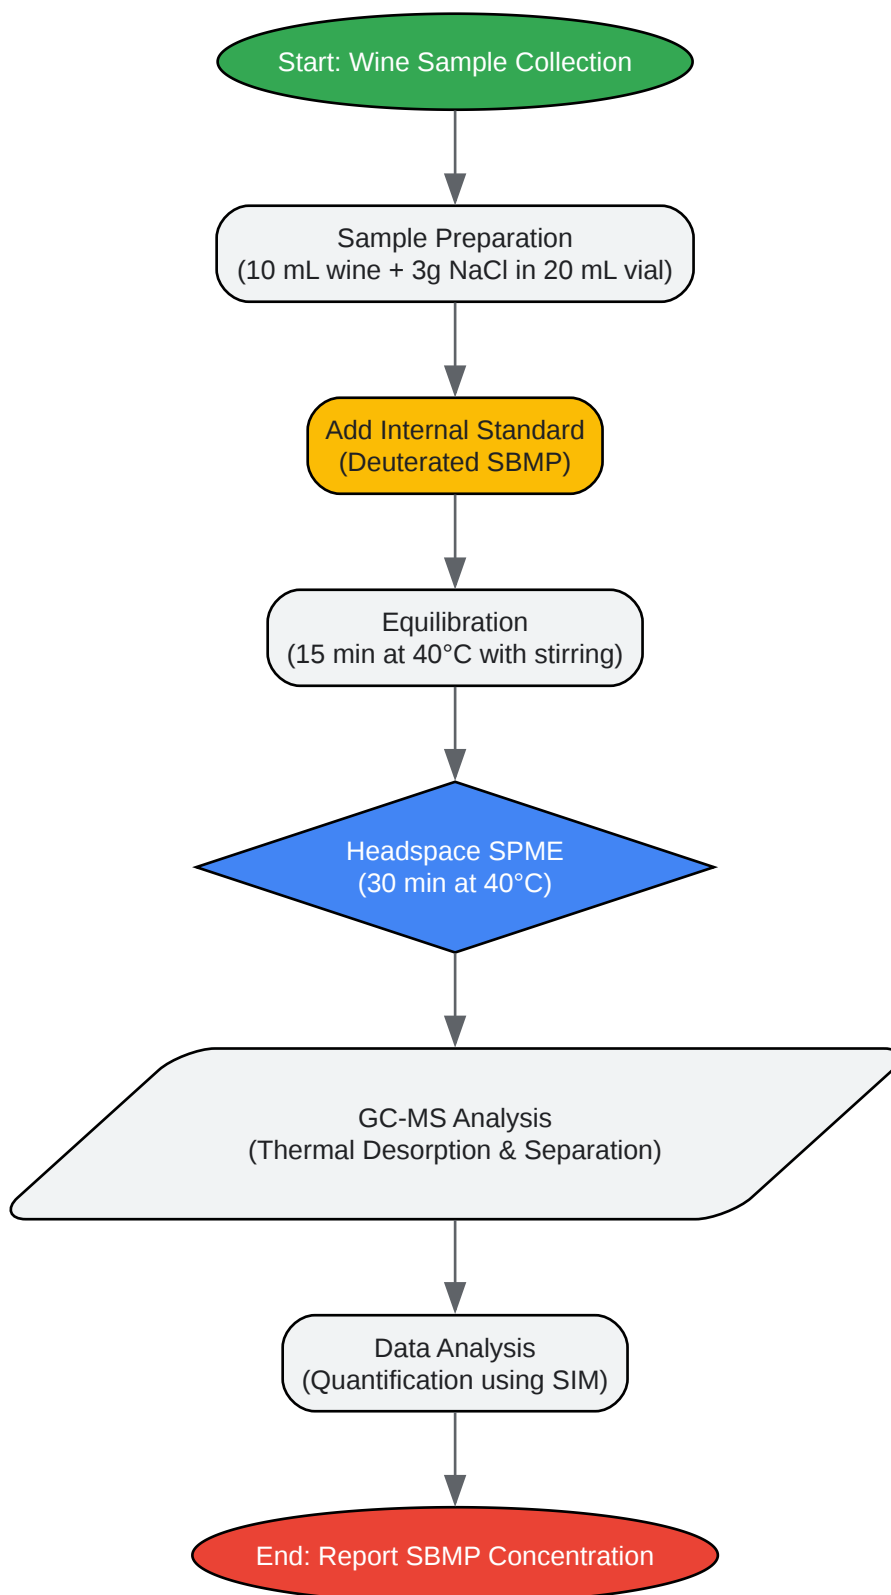 Start: Wine Sample Collection
Sample Preparation
(10 mL wine + 3g NaCl in 20 mL vial)
Add Internal Standard
(Deuterated SBMP)
Equilibration
(15 min at 40°C with stirring)
Headspace SPME
(30 min at 40°C)
GC-MS Analysis
(Thermal Desorption & Separation)
Data Analysis
(Quantification using SIM)
End: Report SBMP Concentration